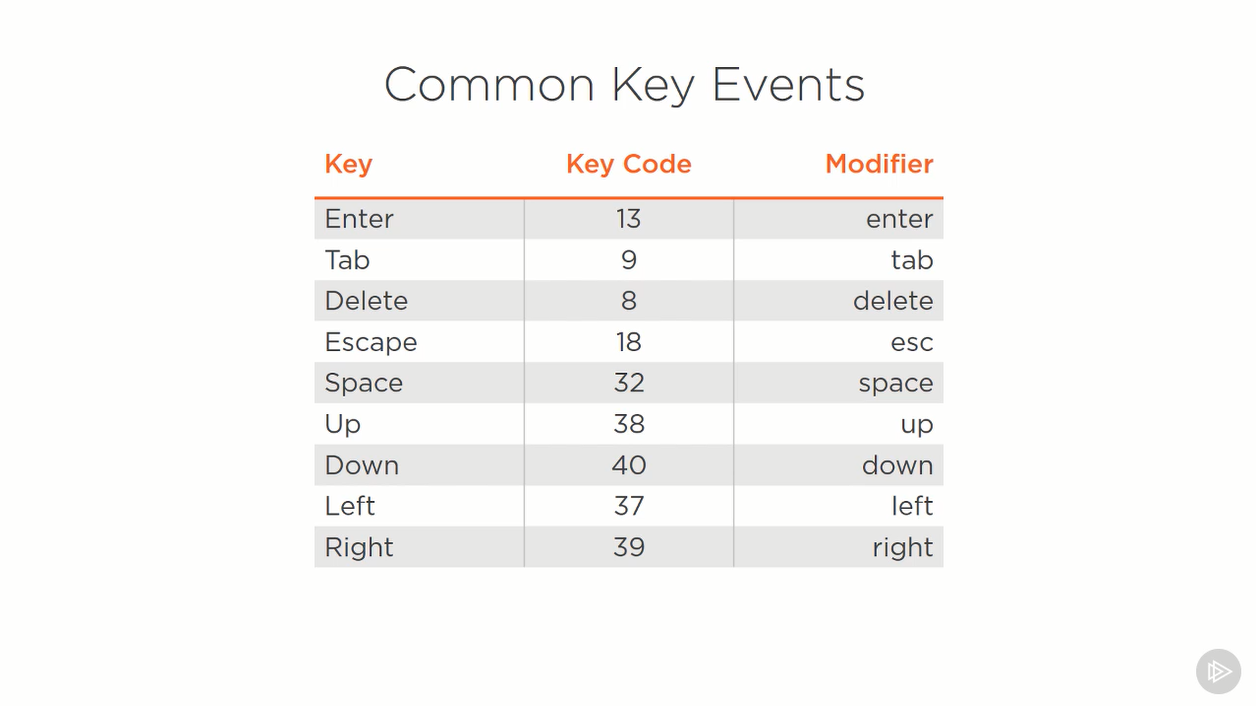 Common Key Events
Key Key Code Modifier
Enter 13 enter
Tab 9 tab
Delete 8 delete
Escape 18 esc
Space 32 space
Up 38 up
Down 40 down
Left 37 left
Right 39 right